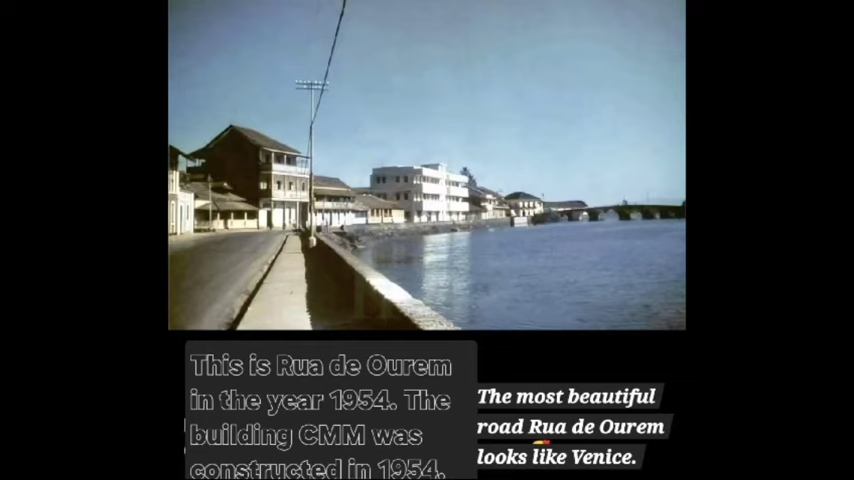 This is Rua de Ourem
in the year 1954. The
building CMM was
constructed in 1954.
The most beautiful
road Rua de Ourem
looks like Venice.